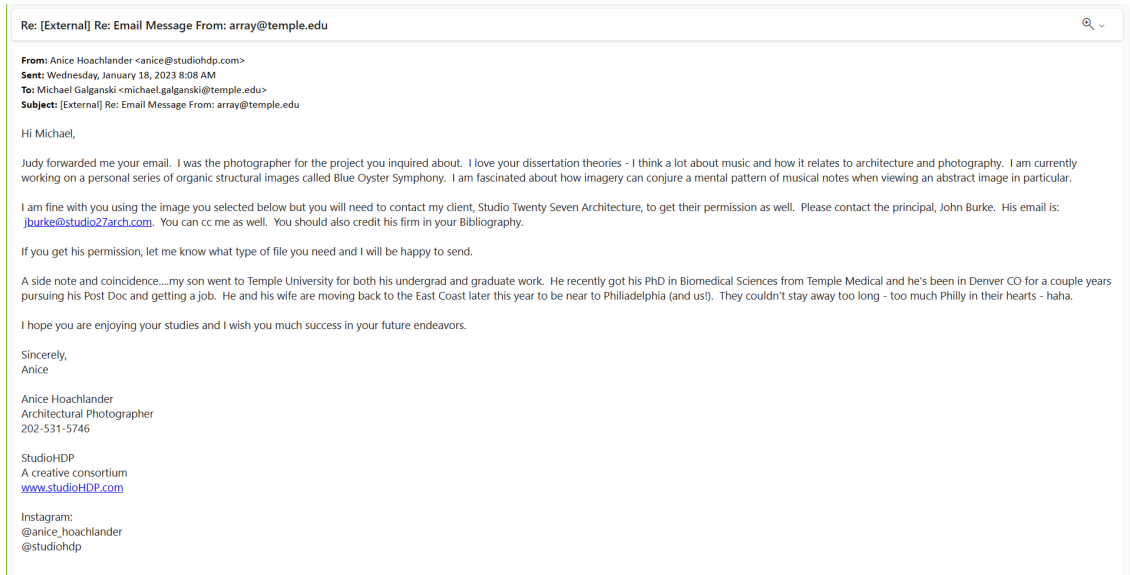 Re: [External] Re: Email Message From: array@temple.edu
From: Anice Hoachlander <anice@studiohdp.com>
Sent: Wednesday, January 18, 2023 8:08 AM
To: Michael Galganski <michael.galganski@temple.edu>
Subject: [External] Re: Email Message From: array@temple.edu
Hi Michael,
Judy forwarded me your email.  I was the photographer for the project you inquired about.  I love your dissertation theories - I think a lot about music and how it relates to architecture and photography.  I am currently
working on a personal series of organic structural images called Blue Oyster Symphony.  I am fascinated about how imagery can conjure a mental pattern of musical notes when viewing an abstract image in particular.
I am fine with you using the image you selected below but you will need to contact my client, Studio Twenty Seven Architecture, to get their permission as well.  Please contact the principal, John Burke.  His email is:
jburke@studio27arch.com.  You can cc me as well.  You should also credit his firm in your Bibliography.
If you get his permission, let me know what type of file you need and I will be happy to send.
A side note and coincidence....my son went to Temple University for both his undergrad and graduate work.  He recently got his PhD in Biomedical Sciences from Temple Medical and he's been in Denver CO for a couple years
pursuing his Post Doc and getting a job.  He and his wife are moving back to the East Coast later this year to be near to Philiadelphia (and us!).  They couldn't stay away too long - too much Philly in their hearts - haha.
I hope you are enjoying your studies and I wish you much success in your future endeavors.
Sincerely,
Anice
Anice Hoachlander
Architectural Photographer
202-531-5746
StudioHDP
A creative consortium
www.studioHDP.com
Instagram:
@anice_hoachlander
@studiohdp